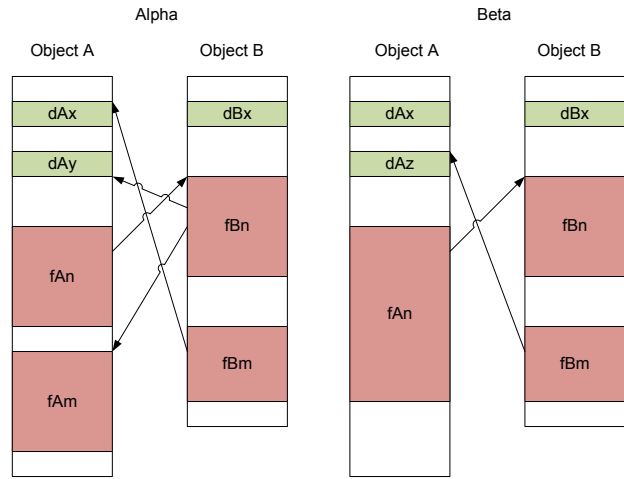 Alpha
Beta
Object A
Object B
Object A
Object B
dAx
dBx
dAx
dBx
dAy
dAz
fBn
fBn
fAn
fAn
fBm
fBm
fAm